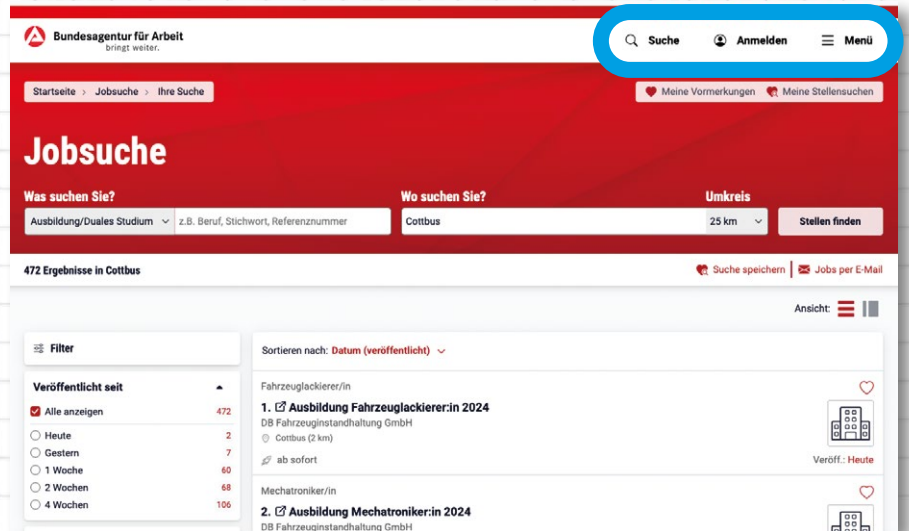 Bundesagentur für Arbeit
bringt weiter.
Suche Anmelden Menü
Startseite > Jobsuche > Ihre Suche
Meine Vormerkungen Meine Stellensuchen
Jobsuche
Was suchen Sie? Wo suchen Sie? Umkreis
Ausbildung/Duales Studium z.B. Beruf, Stichwort, Referenznummer Cottbus 25 km Stellen finden
472 Ergebnisse in Cottbus
Suche speichern Jobs per E-Mail
Ansicht:
Filter
Veröffentlicht seit
Alle anzeigen 472
Heute 2
Gestern 7
1 Woche 60
2 Wochen 68
4 Wochen 106
Sortieren nach: Datum (veröffentlicht)
Fahrzeuglackierer/in
1. Ausbildung Fahrzeuglackierer:in 2024
DB Fahrzeuginstandhaltung GmbH
Cottbus (2 km)
ab sofort
Veröff.: Heute
Mechatroniker/in
2. Ausbildung Mechatroniker:in 2024
DB Fahrzeuginstandhaltung GmbH